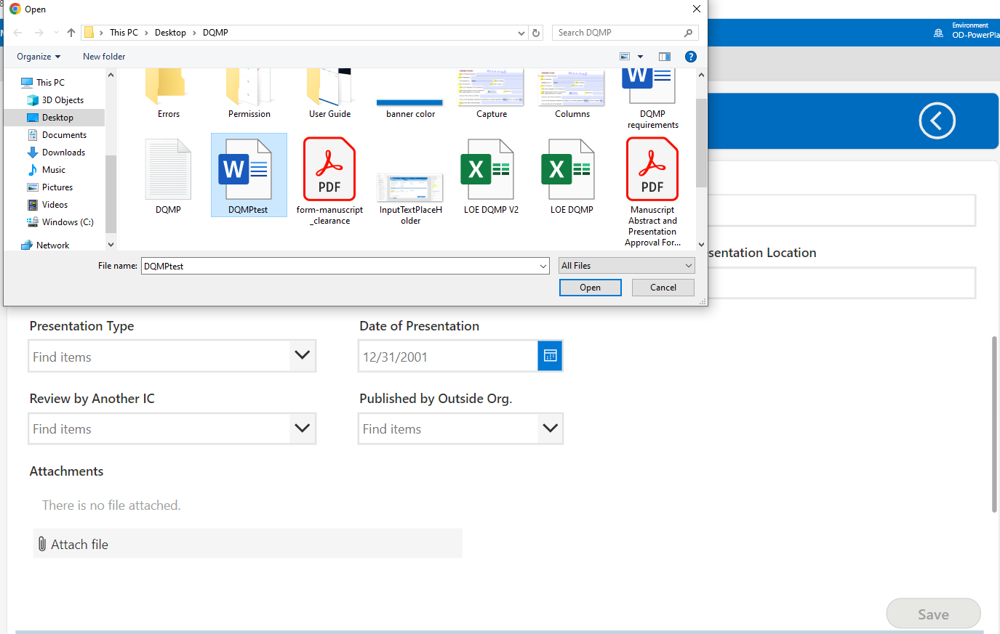 Open
This PC > Desktop > DQMP
Search DQMP
Organize
New folder
This PC
3D Objects
Desktop
Documents
Downloads
Music
Pictures
Videos
Windows (C:)
Network
Errors
Permission
User Guide
banner color
Capture
Columns
DQMP
requirements
DQMP
DQMPtest
form-manuscript
_clearance
InputTextPlaceH
older
LOE DQMP V2
LOE DQMP
Manuscript
Abstract and
Presentation
Approval For...
W
W
PDF
X
X
PDF
File name: DQMPtest
All Files
Open
Cancel
Environment
OD-PowerPla
sentation Location
Presentation Type
Find items
Date of Presentation
12/31/2001
Review by Another IC
Find items
Published by Outside Org.
Find items
Attachments
There is no file attached.
Attach file
Save